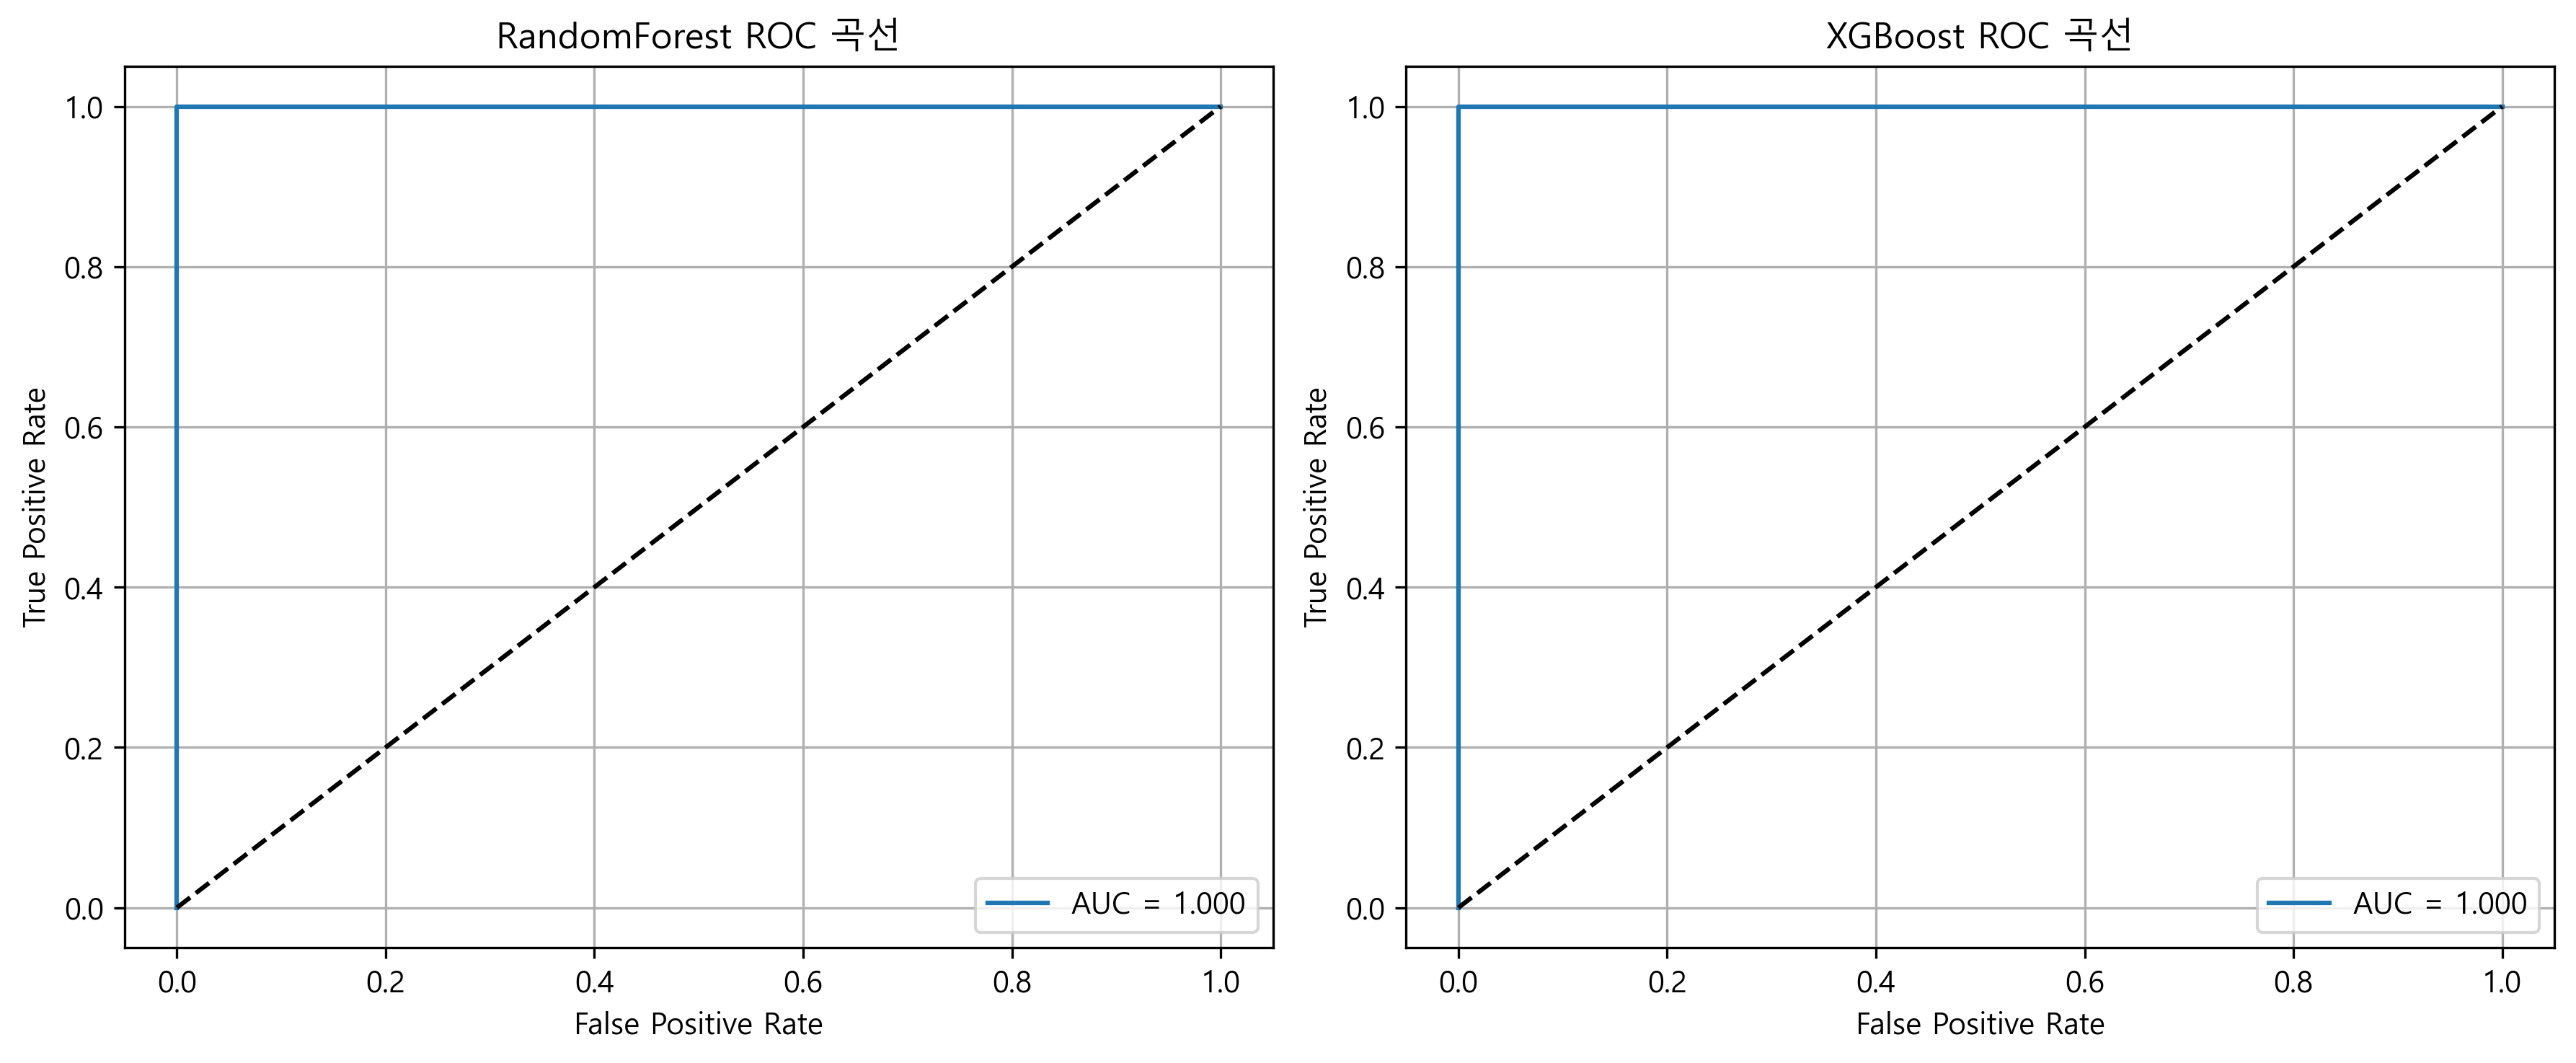 RandomForest ROC 곡선
True Positive Rate
1.0
0.8
0.6
0.4
0.2
0.0
AUC = 1.000
0.0 0.2 0.4 0.6 0.8 1.0
False Positive Rate
XGBoost ROC 곡선
True Positive Rate
1.0
0.8
0.6
0.4
0.2
0.0
AUC = 1.000
0.0 0.2 0.4 0.6 0.8 1.0
False Positive Rate